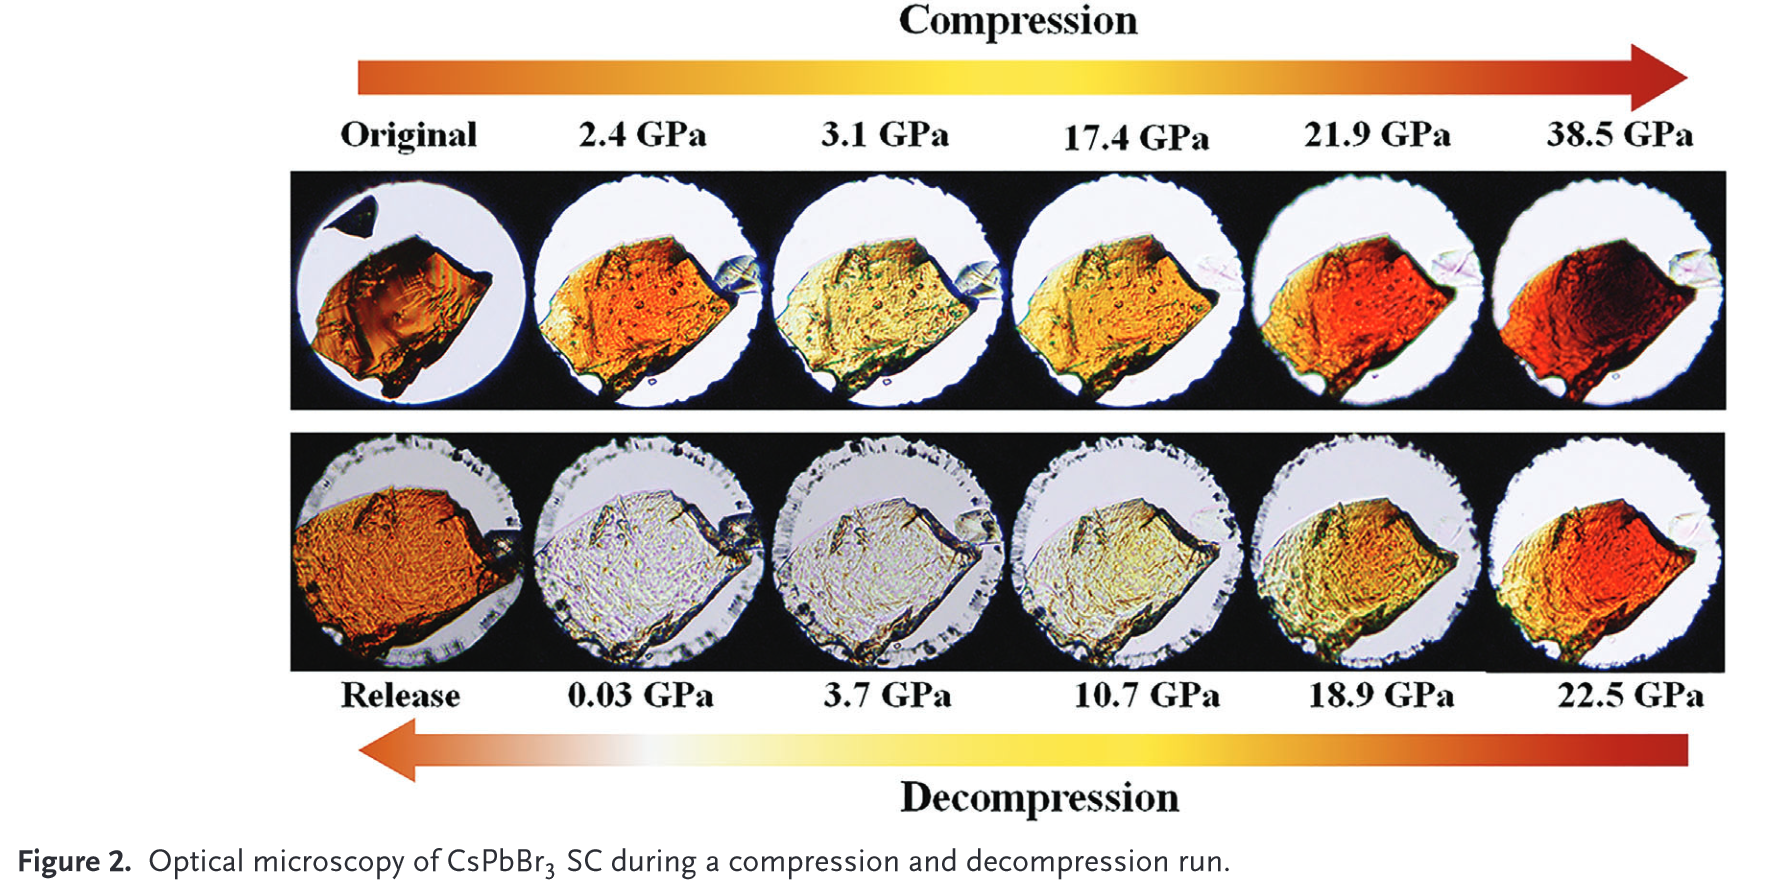 Compression
Original 2.4 GPa 3.1 GPa 17.4 GPa 21.9 GPa 38.5 GPa
Release 0.03 GPa 3.7 GPa 10.7 GPa 18.9 GPa 22.5 GPa
Decompression
Figure 2. Optical microscopy of CsPbBr₃ SC during a compression and decompression run.